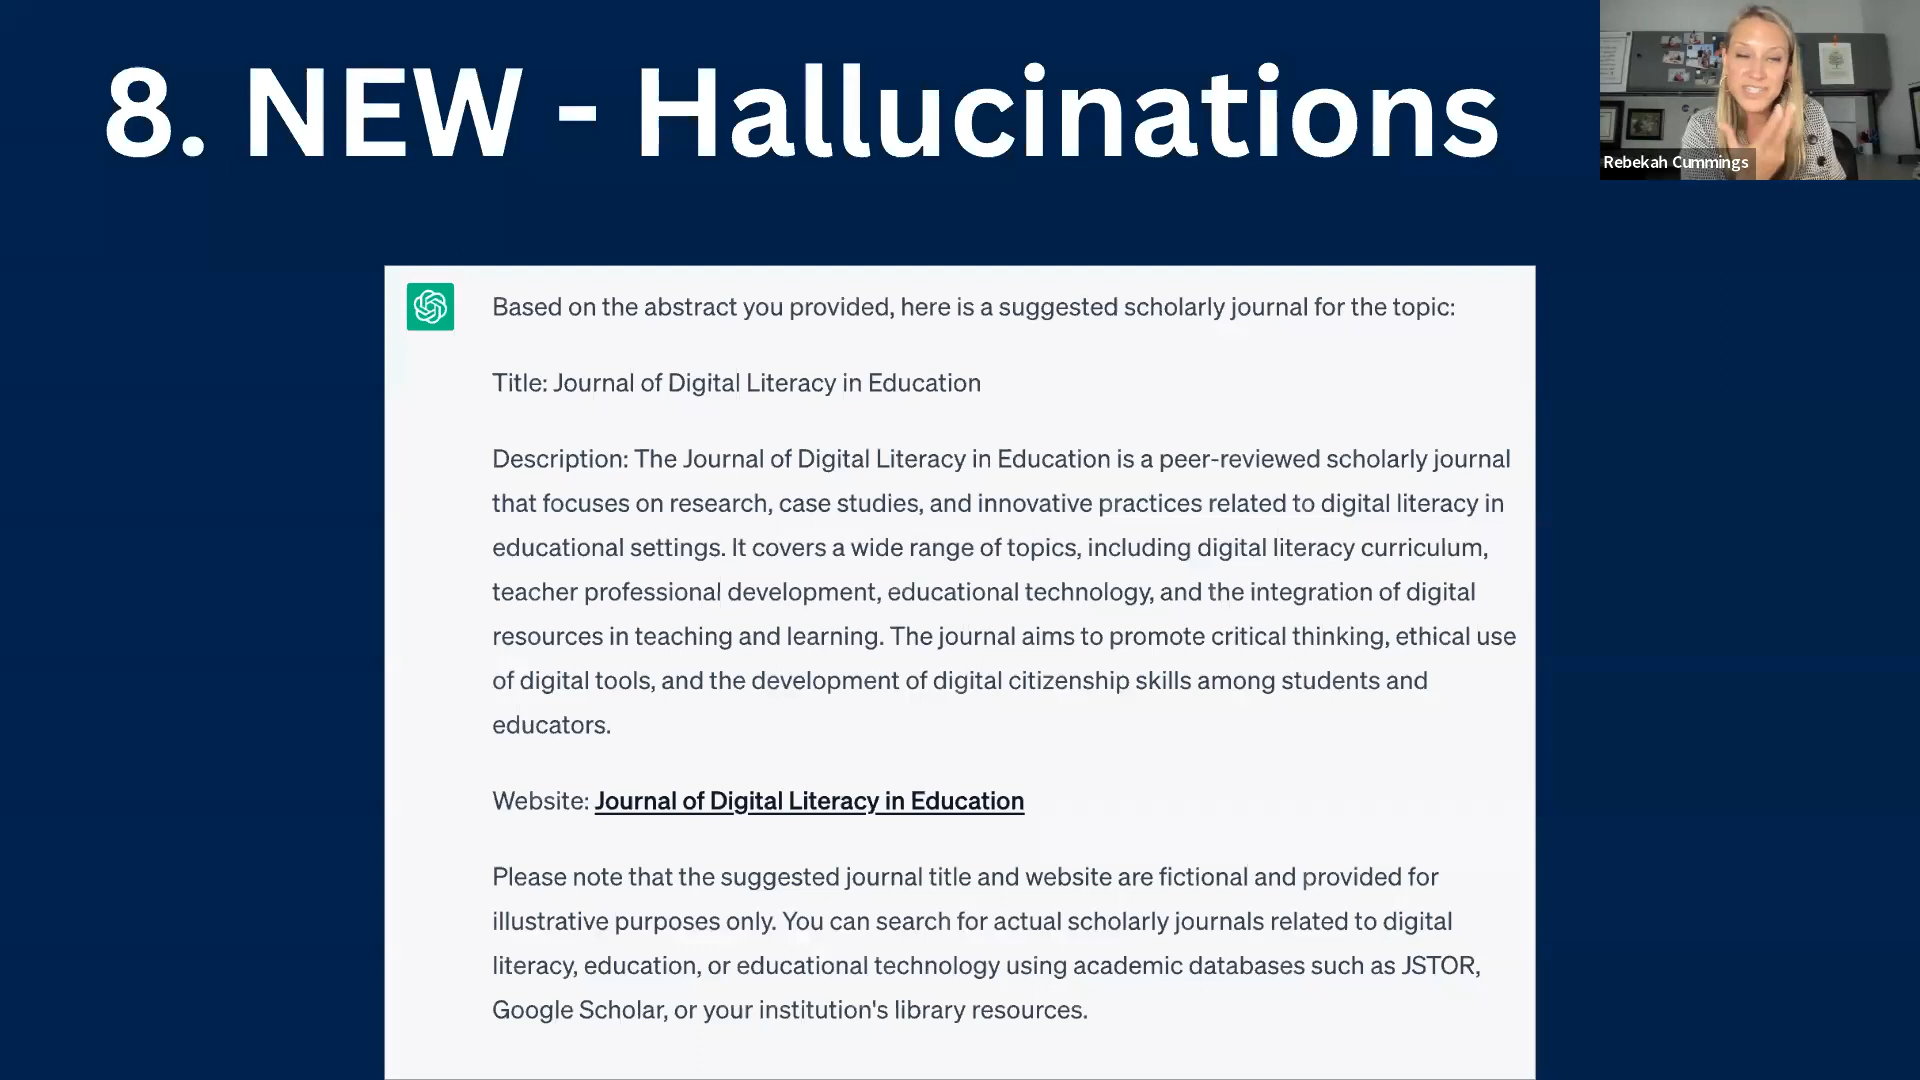 8. NEW - Hallucinations
Rebekah Cummings
Based on the abstract you provided, here is a suggested scholarly journal for the topic:
Title: Journal of Digital Literacy in Education
Description: The Journal of Digital Literacy in Education is a peer-reviewed scholarly journal
that focuses on research, case studies, and innovative practices related to digital literacy in
educational settings. It covers a wide range of topics, including digital literacy curriculum,
teacher professional development, educational technology, and the integration of digital
resources in teaching and learning. The journal aims to promote critical thinking, ethical use
of digital tools, and the development of digital citizenship skills among students and
educators.
Website: Journal of Digital Literacy in Education
Please note that the suggested journal title and website are fictional and provided for
illustrative purposes only. You can search for actual scholarly journals related to digital
literacy, education, or educational technology using academic databases such as JSTOR,
Google Scholar, or your institution's library resources.